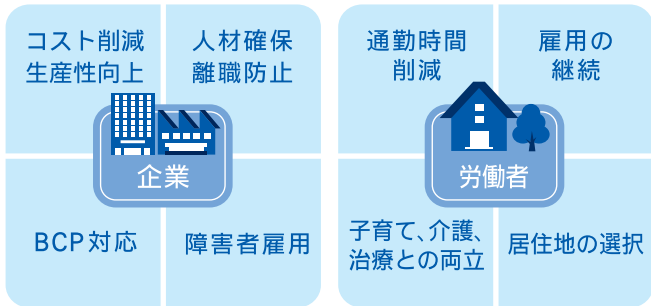 コスト削減
生産性向上
人材確保
離職防止
企業
BCP対応
障害者雇用
通勤時間
削減
雇用の
継続
労働者
子育て、介護、
治療との両立
居住地の選択